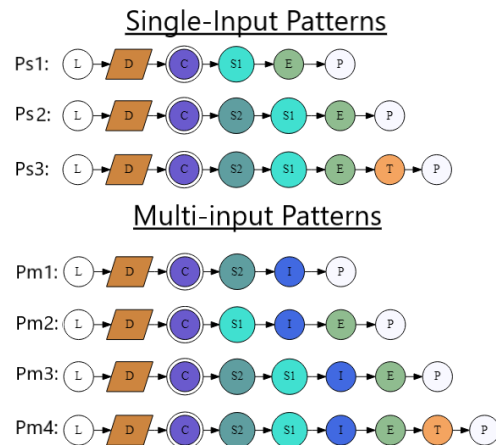 Single-Input Patterns
Ps1: L D C S1 E P
Ps2: L D C S2 S1 E P
Ps3: L D C S2 S1 E T P
Multi-input Patterns
Pm1: L D C S2 I P
Pm2: L D C S1 I E P
Pm3: L D C S2 S1 I E P
Pm4: L D C S2 S1 I E T P